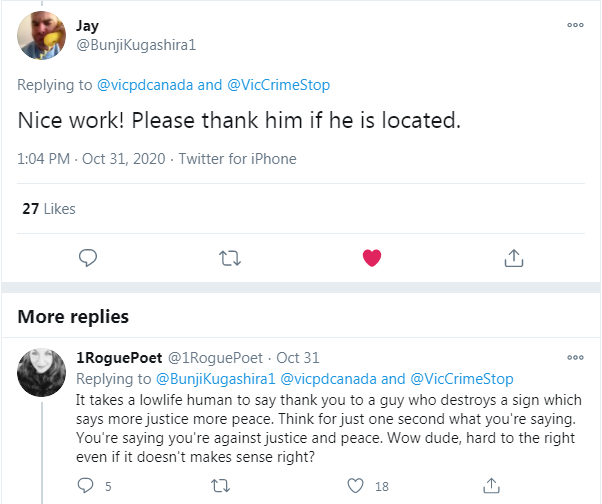 Jay
@BunjiKugashira1
Replying to @vicpdcanada and @VicCrimeStop
Nice work! Please thank him if he is located.
1:04 PM · Oct 31, 2020 · Twitter for iPhone
27 Likes
More replies
1RoguePoet @1RoguePoet · Oct 31
Replying to @BunjiKugashira1 @vicpdcanada and @VicCrimeStop
It takes a lowlife human to say thank you to a guy who destroys a sign which
says more justice more peace. Think for just one second what you're saying.
You're saying you're against justice and peace. Wow dude, hard to the right
even if it doesn't makes sense right?
5 18